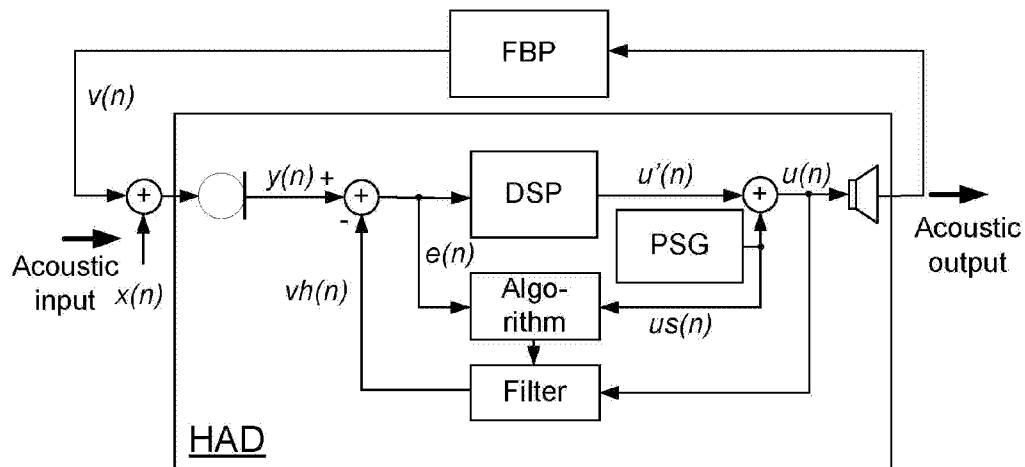 FBP
v(n)
+
y(n)
+
+
-
DSP
u'(n)
+
u(n)
PSG
Acoustic
input
x(n)
e(n)
vh(n)
Algo-
rithm
us(n)
Acoustic
output
Filter
HAD